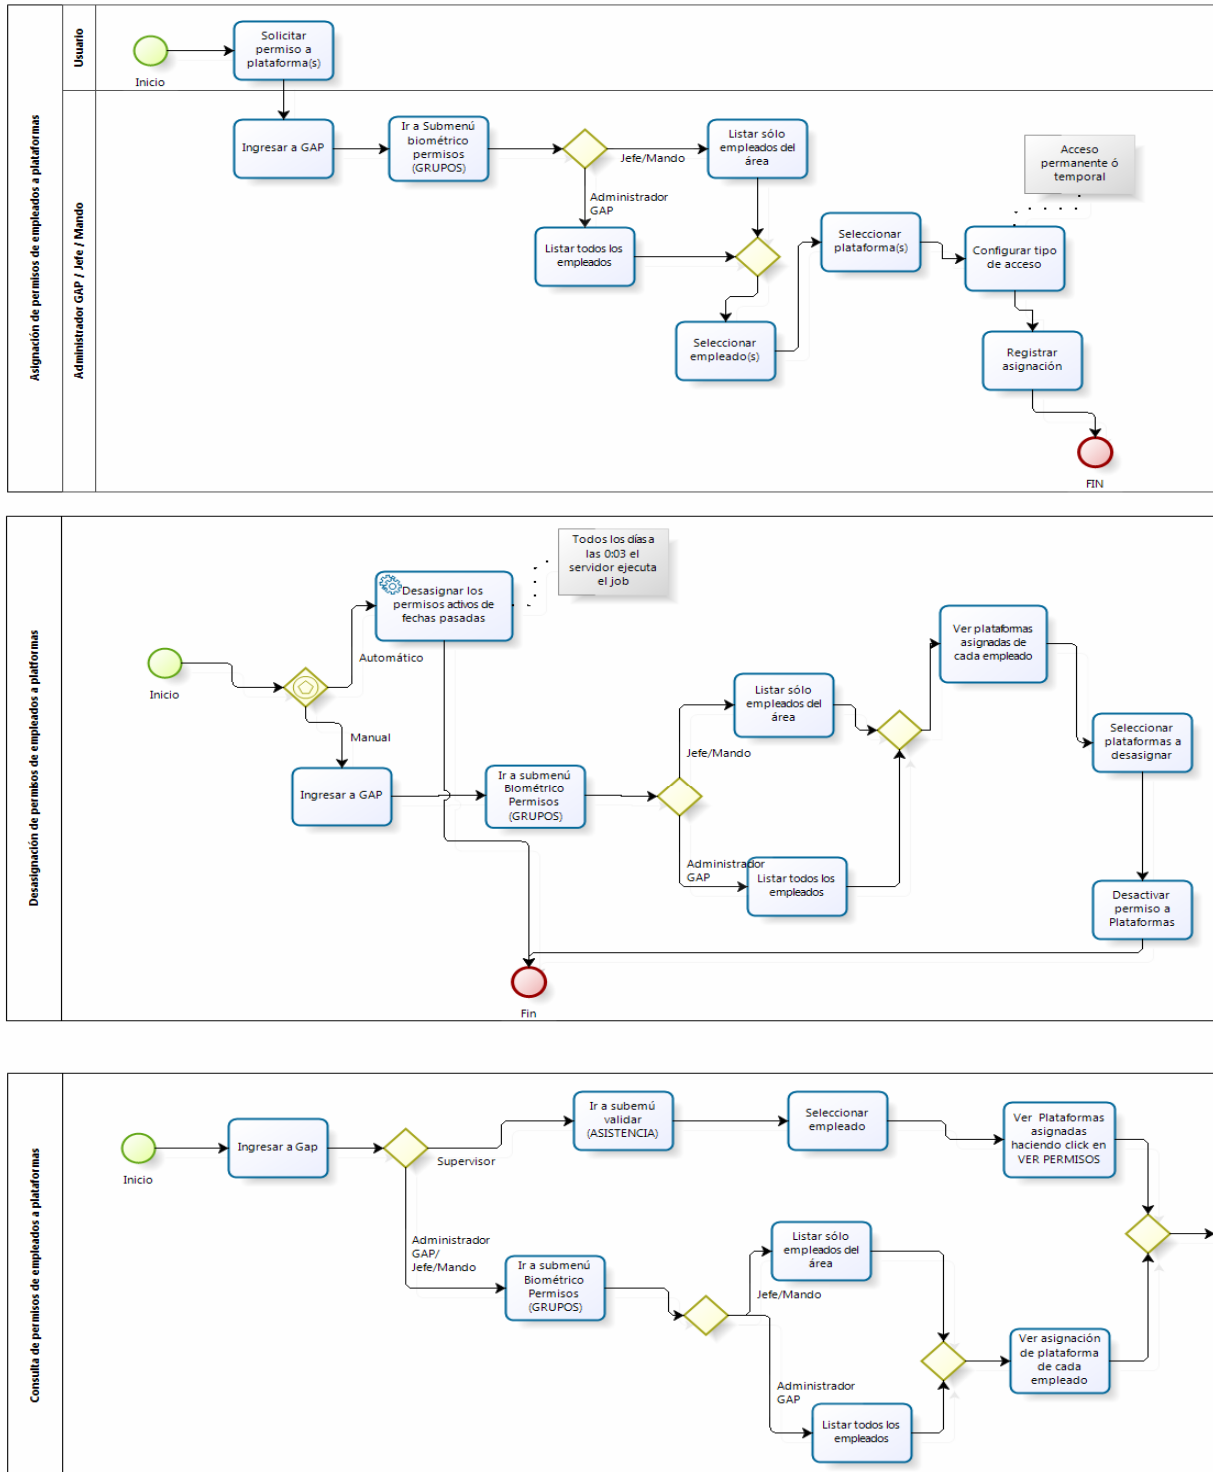 Asignación de permisos de empleados a plataformas
Usuario
Administrador GAP / Jefe / Mando
Inicio
Solicitar
permiso a
plataforma(s)
Ingresar a GAP
Ir a Submenú
biométrico
permisos
(GRUPOS)
Jefe/Mando
Administrador
GAP
Listar sólo
empleados del
área
Listar todos los
empleados
Seleccionar
empleado(s)
Seleccionar
plataforma(s)
Acceso
permanente ó
temporal
Configurar tipo
de acceso
Registrar
asignación
FIN
Desasignación de permisos de empleados a platformas
Inicio
Desasignar los
permisos activos de
fechas pasadas
Todos los días a
las 0:03 el
servidor ejecuta
el job
Automático
Manual
Ingresar a GAP
Ir a submenú
Biométrico
Permisos
(GRUPOS)
Jefe/Mando
Administrador
GAP
Listar sólo
empleados del
área
Listar todos los
empleados
Ver plataformas
asignadas de
cada empleado
Seleccionar
plataformas a
desasignar
Desactivar
permiso a
Plataformas
Fin
Consulta de permisos de empleados a plataformas
Inicio
Ingresar a Gap
Supervisor
Ir a subemú
validar
(ASISTENCIA)
Seleccionar
empleado
Ver Plataformas
asignadas
haciendo click en
VER PERMISOS
Administrador
GAP/
Jefe/Mando
Ir a submenú
Biométrico
Permisos
(GRUPOS)
Listar sólo
empleados del
área
Jefe/Mando
Administrador
GAP
Listar todos los
empleados
Ver asignación
de plataforma
de cada
empleado